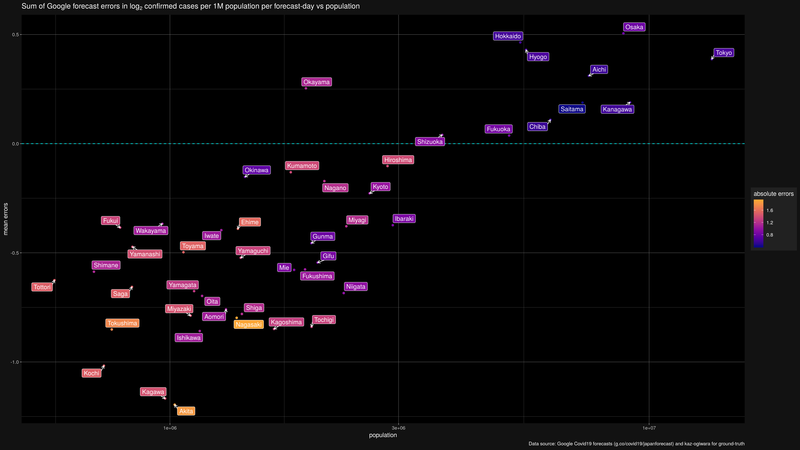 Sum of Google forecast errors in log2 confirmed cases per 1M population per forecast-day vs population
Osaka
Hokkaido
0.5
Tokyo
Hyogo
Aichi
Okayama
Saitama
Kanagawa
Fukuoka
Chiba
Shizuoka
0.0
Hiroshima
Kumamoto
Okinawa
Nagano
Kyoto
absolute errors
1.6
1.2
0.8
mean errors
Fukui
Ehime
Miyagi
Ibaraki
Wakayama
Iwate
Gunma
Toyama
Yamanashi
Yamaguchi
-0.5
Gifu
Shimane
Mie
Fukushima
Tottori
Yamagata
Niigata
Saga
Oita
Miyazaki
Shiga
Aomori
Tokushima
Nagasaki
Kagoshima
Tochigi
Ishikawa
-1.0
Kochi
Kagawa
Akita
1e+06
3e+06
1e+07
population
Data source: Google Covid19 forecasts (g.co/covid19/japanforecast) and kaz-ogiwara for ground-truth